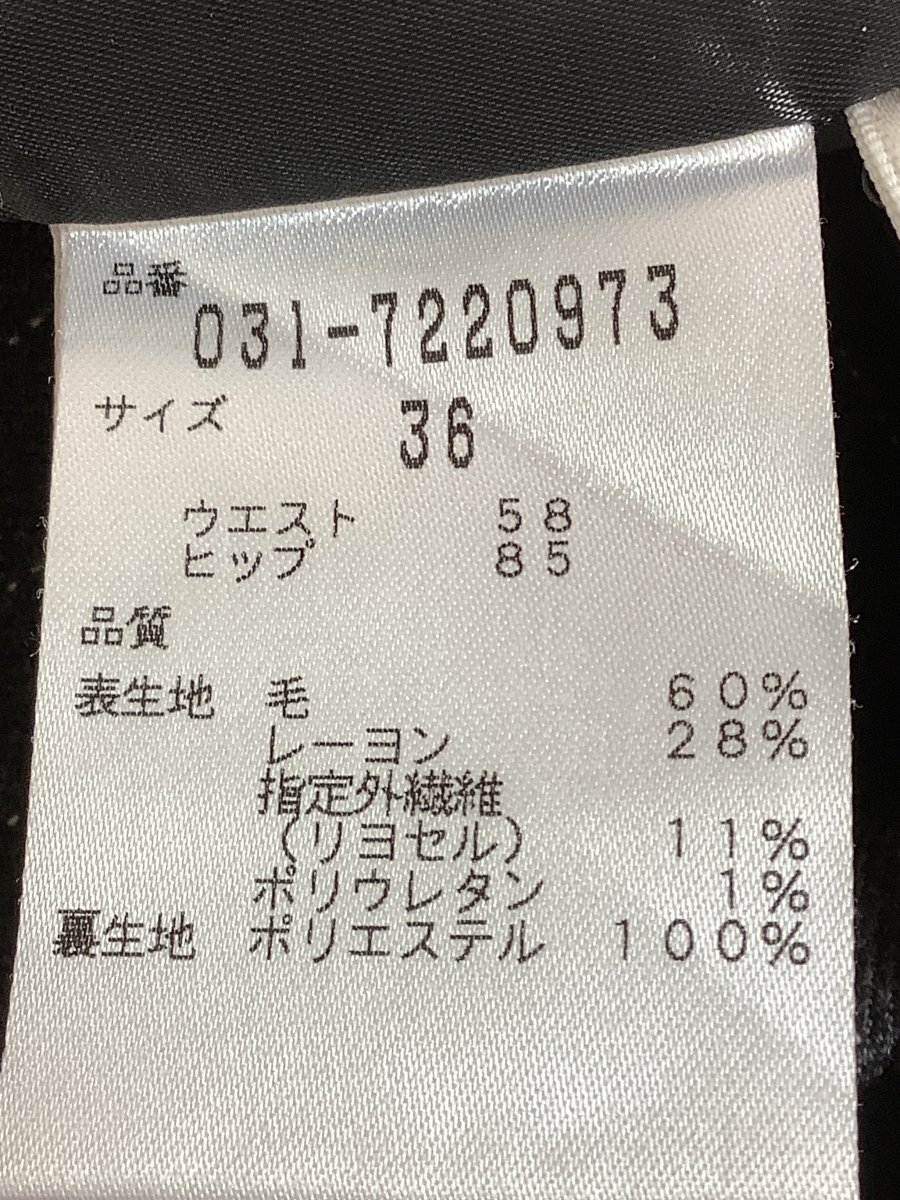 品番
031-7220973
サイズ 36
ウエスト 58
ヒップ 85
品質
表生地 毛 60%
レーヨン 28%
指定外繊維
(リヨセル) 11%
ポリウレタン 1%
裏生地 ポリエステル 100%